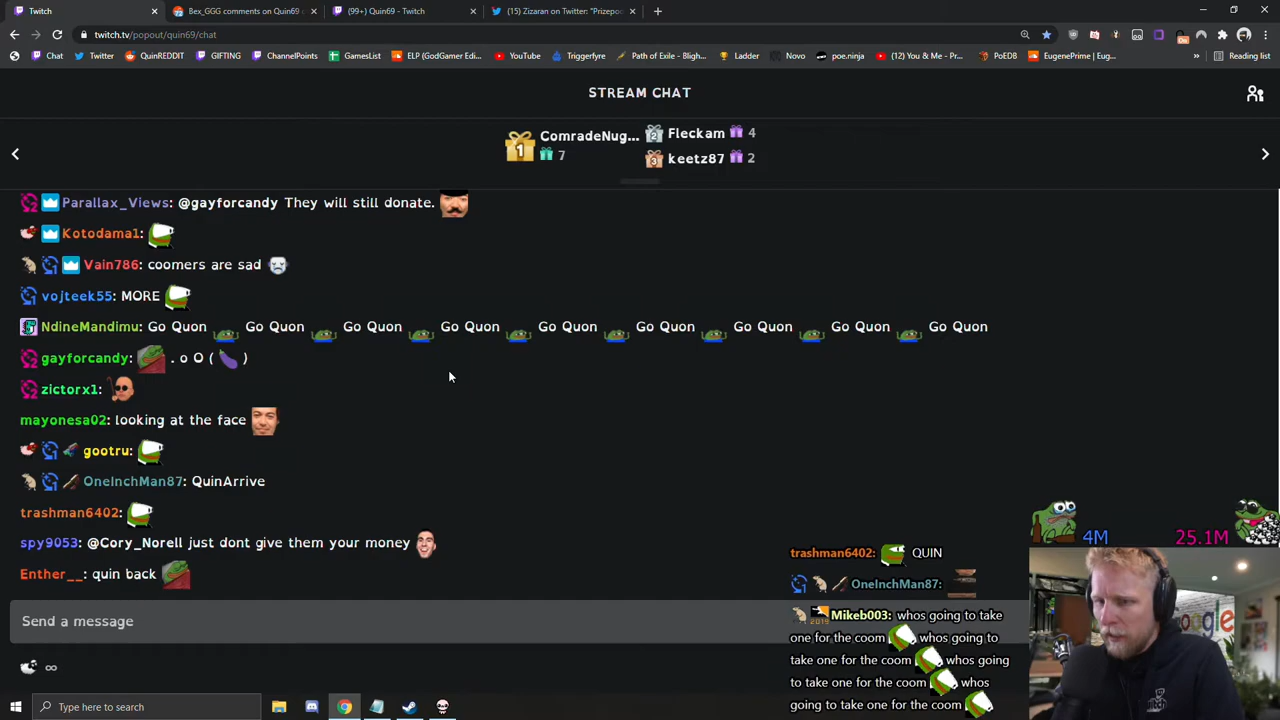 Twitch
Bex_GGG comments on Quin69 o
(99+) Quin69 - Twitch
(15) Zizaran on Twitter: "Prizepoo
twitch.tv/popout/quin69/chat
Chat
Twitter
QuinREDDIT
GIFTING
ChannelPoints
GamesList
ELP (GodGamer Edi...
YouTube
Triggerfyre
Path of Exile - Bligh...
Ladder
Novo
poe.ninja
(12) You & Me - Pr...
PoEDB
EugenePrime | Eug...
Reading list
STREAM CHAT
1 ComradeNug... 7
2 Fleckam 4
3 keetz87 2
Parallax_Views: @gayforcandy They will still donate.
Kotodama1:
Vain786: coomers are sad
vojteek55: MORE
NdineMandimu: Go Quon Go Quon Go Quon Go Quon Go Quon Go Quon Go Quon Go Quon Go Quon
gayforcandy: . o O ( )
zictorx1:
mayonesa02: looking at the face
gootru:
OneInchMan87: QuinArrive
trashman6402:
spy9053: @Cory_Norell just dont give them your money
Enther__: quin back
Send a message
∞
4M
25.1M
trashman6402: QUIN
OneInchMan87:
Mikeb003: whos going to take
one for the coom whos going to
take one for the coom whos going
to take one for the coom whos
going to take one for the coom
Type here to search